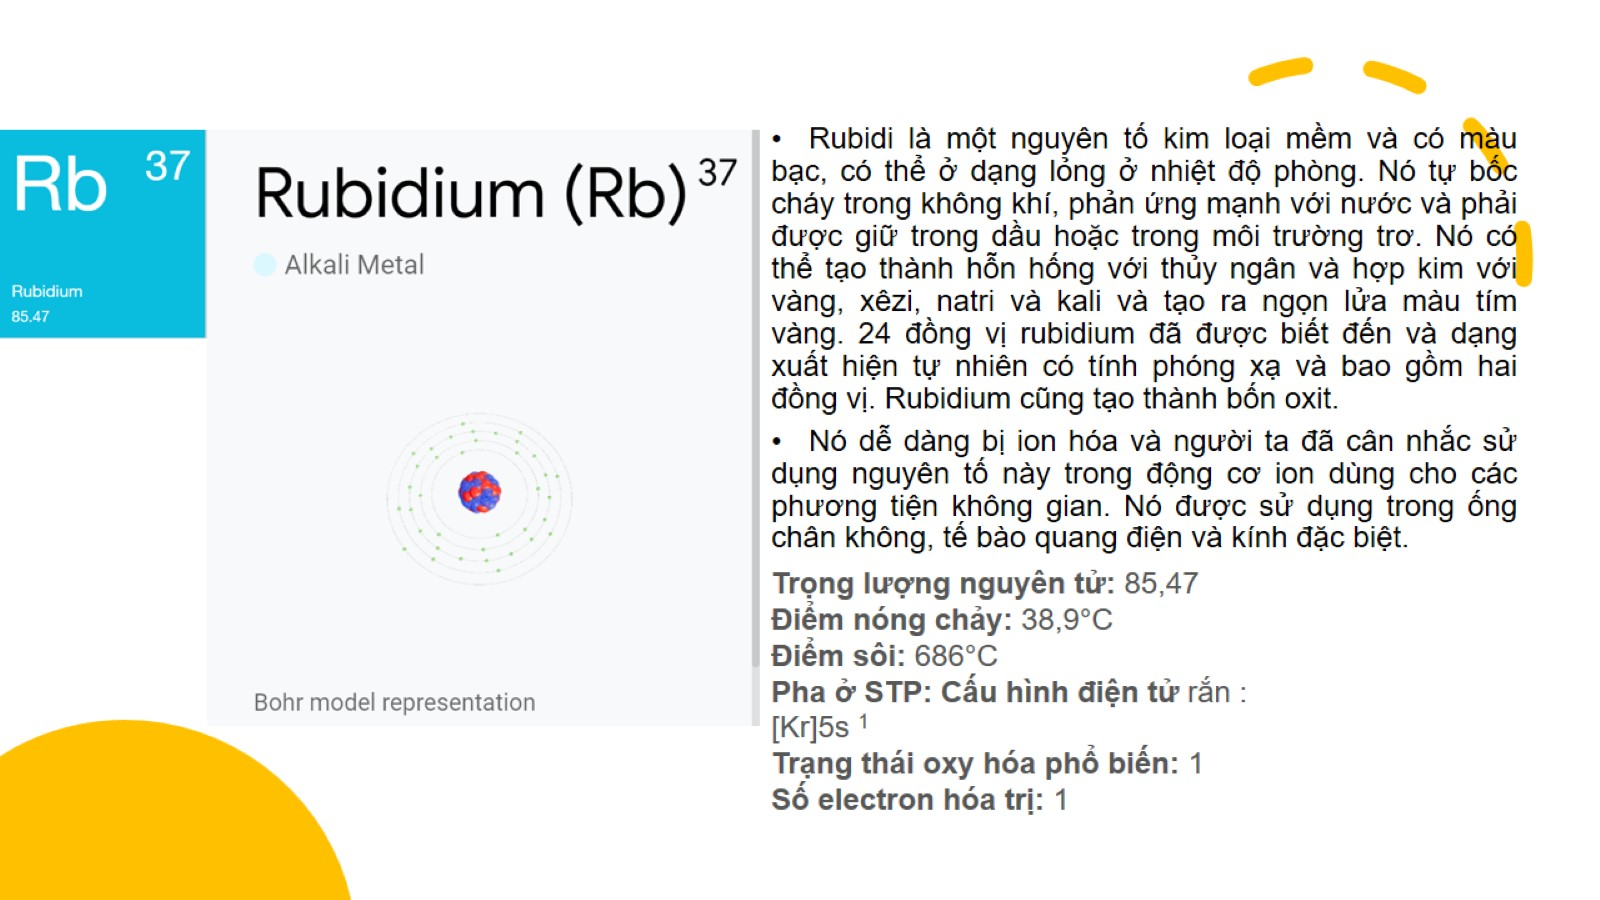 Rb 37
Rubidium
85.47
Rubidium (Rb) 37
Alkali Metal
Bohr model representation
• Rubidi là một nguyên tố kim loại mềm và có màu
bạc, có thể ở dạng lỏng ở nhiệt độ phòng. Nó tự bốc
cháy trong không khí, phản ứng mạnh với nước và phải
được giữ trong dầu hoặc trong môi trường trơ. Nó có
thể tạo thành hỗn hống với thủy ngân và hợp kim với
vàng, xêzi, natri và kali và tạo ra ngọn lửa màu tím
vàng. 24 đồng vị rubidium đã được biết đến và dạng
xuất hiện tự nhiên có tính phóng xạ và bao gồm hai
đồng vị. Rubidium cũng tạo thành bốn oxit.
• Nó dễ dàng bị ion hóa và người ta đã cân nhắc sử
dụng nguyên tố này trong động cơ ion dùng cho các
phương tiện không gian. Nó được sử dụng trong ống
chân không, tế bào quang điện và kính đặc biệt.
Trọng lượng nguyên tử: 85,47
Điểm nóng chảy: 38,9°C
Điểm sôi: 686°C
Pha ở STP: Cấu hình điện tử rắn :
[Kr]5s ¹
Trạng thái oxy hóa phổ biến: 1
Số electron hóa trị: 1